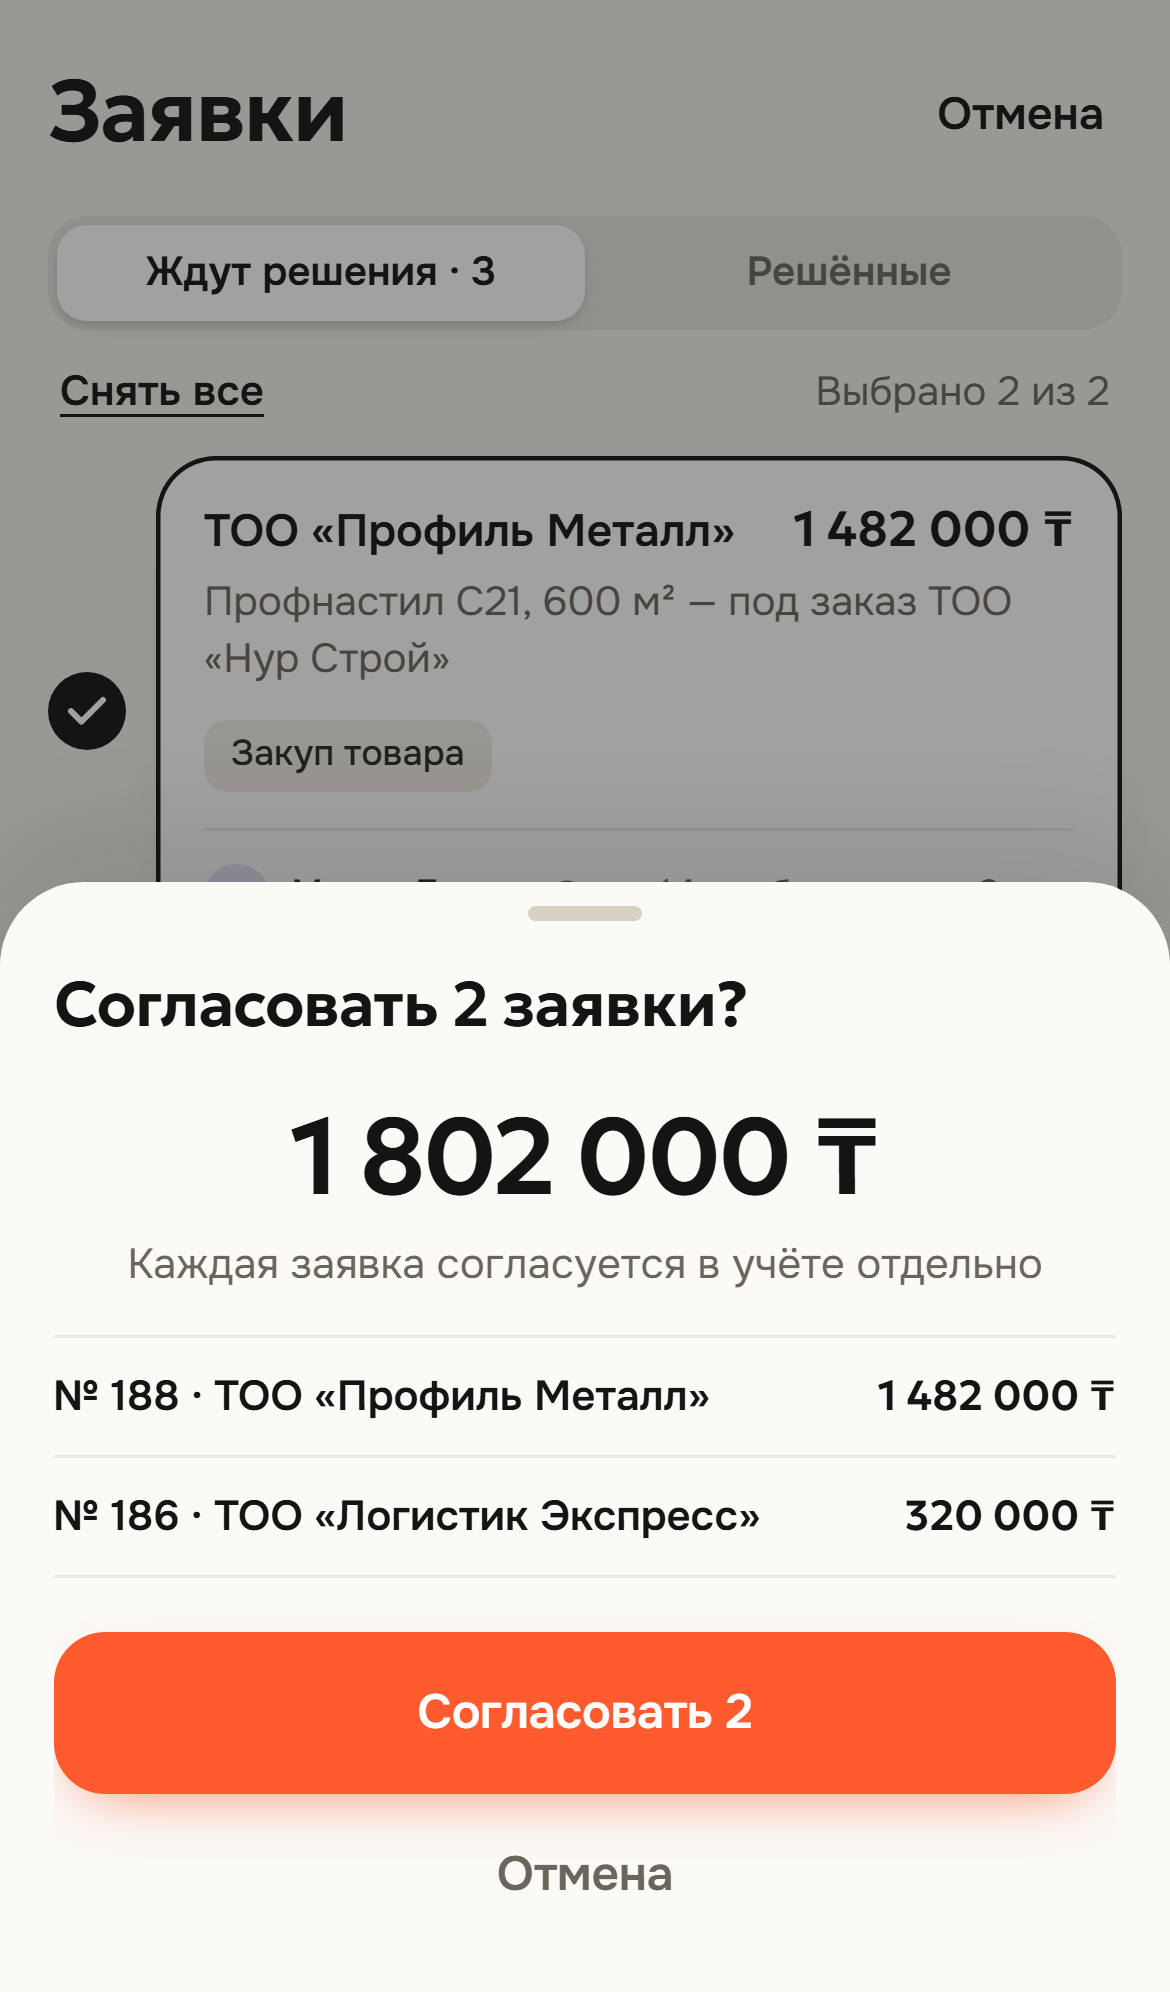 Заявки
Отмена
Ждут решения · 3
Решённые
Снять все
Выбрано 2 из 2
ТОО «Профиль Металл»
1 482 000 ₸
Профнастил С21, 600 м² — под заказ ТОО
«Нур Строй»
Закуп товара
Согласовать 2 заявки?
1 802 000 ₸
Каждая заявка согласуется в учёте отдельно
№ 188 · ТОО «Профиль Металл»
1 482 000 ₸
№ 186 · ТОО «Логистик Экспресс»
320 000 ₸
Согласовать 2
Отмена